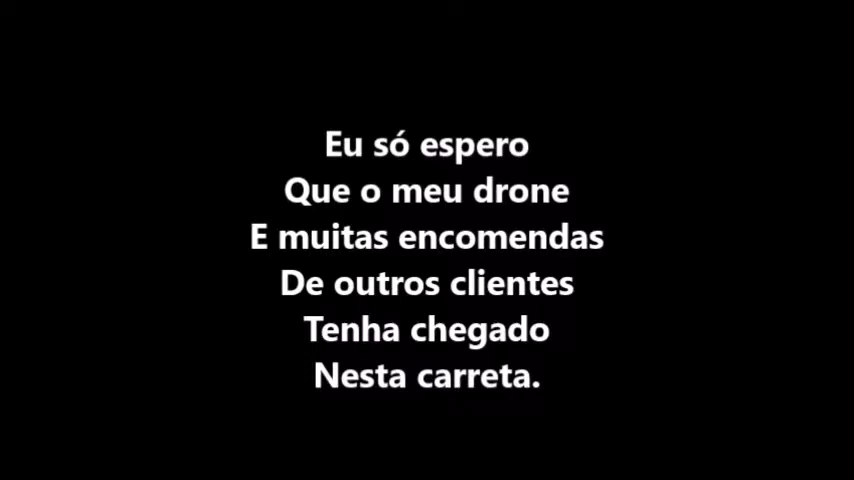 Eu só espero
Que o meu drone
E muitas encomendas
De outros clientes
Tenha chegado
Nesta carreta.